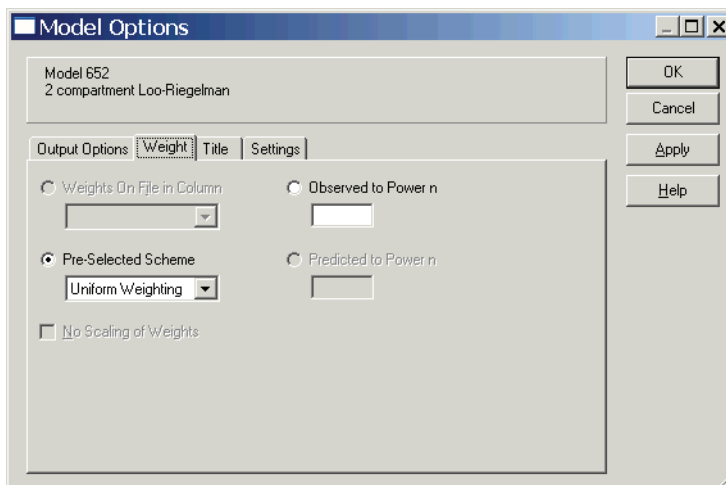 Model Options
Model 652
2 compartment Loo-Riegelman
OK
Cancel
Apply
Help
Output Options Weight Title Settings
Weights On File in Column
Observed to Power n
Pre-Selected Scheme
Predicted to Power n
Uniform Weighting
No Scaling of Weights